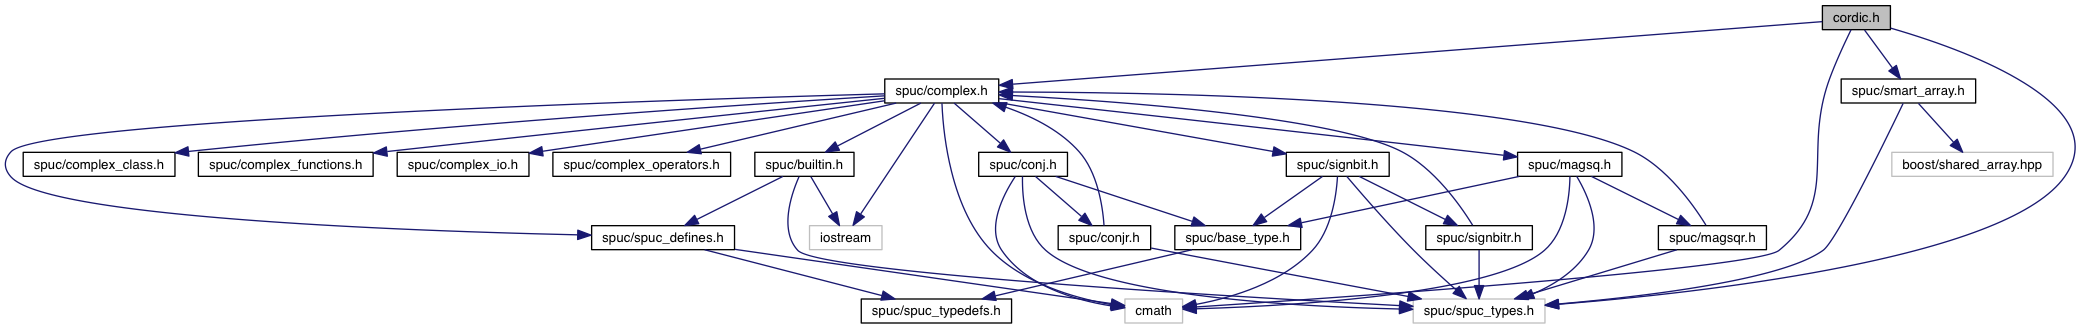 cordic.h
spuc/complex.h
spuc/smart_array.h
spuc/complex_class.h
spuc/complex_functions.h
spuc/complex_io.h
spuc/complex_operators.h
spuc/builtin.h
spuc/conj.h
spuc/signbit.h
spuc/magsq.h
boost/shared_array.hpp
spuc/spuc_defines.h
iostream
spuc/conjr.h
spuc/base_type.h
spuc/signbitr.h
spuc/magsqr.h
spuc/spuc_typedefs.h
cmath
spuc/spuc_types.h